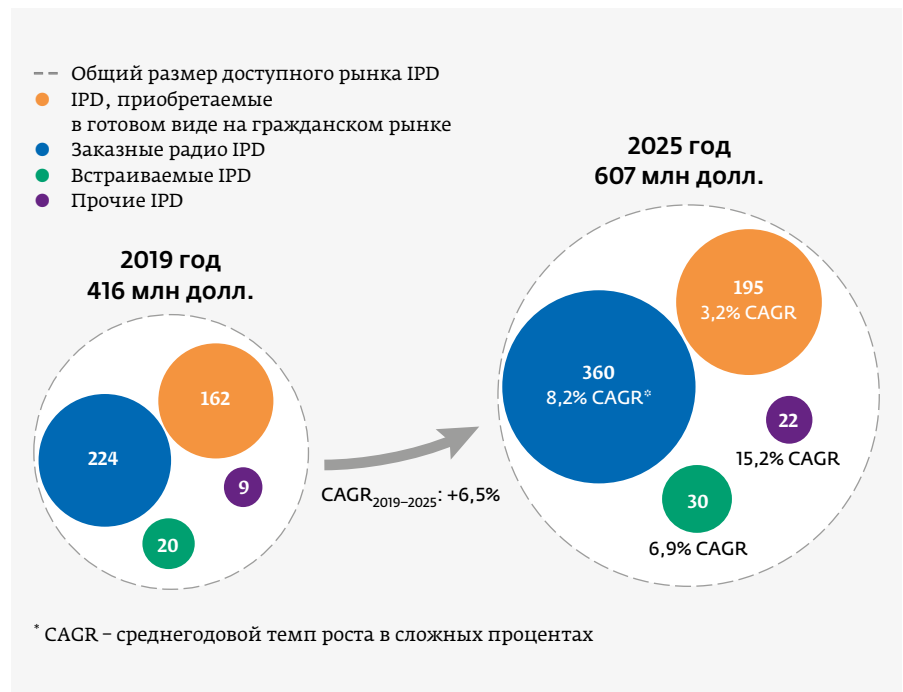 Общий размер доступного рынка IPD
IPD, приобретаемые
в готовом виде на гражданском рынке
Заказные радио IPD
Встраиваемые IPD
Прочие IPD
2019 год
416 млн долл.
162
224
9
20
CAGR2019–2025: +6,5%
2025 год
607 млн долл.
195
3,2% CAGR
360
8,2% CAGR*
22
15,2% CAGR
30
6,9% CAGR
* CAGR – среднегодовой темп роста в сложных процентах